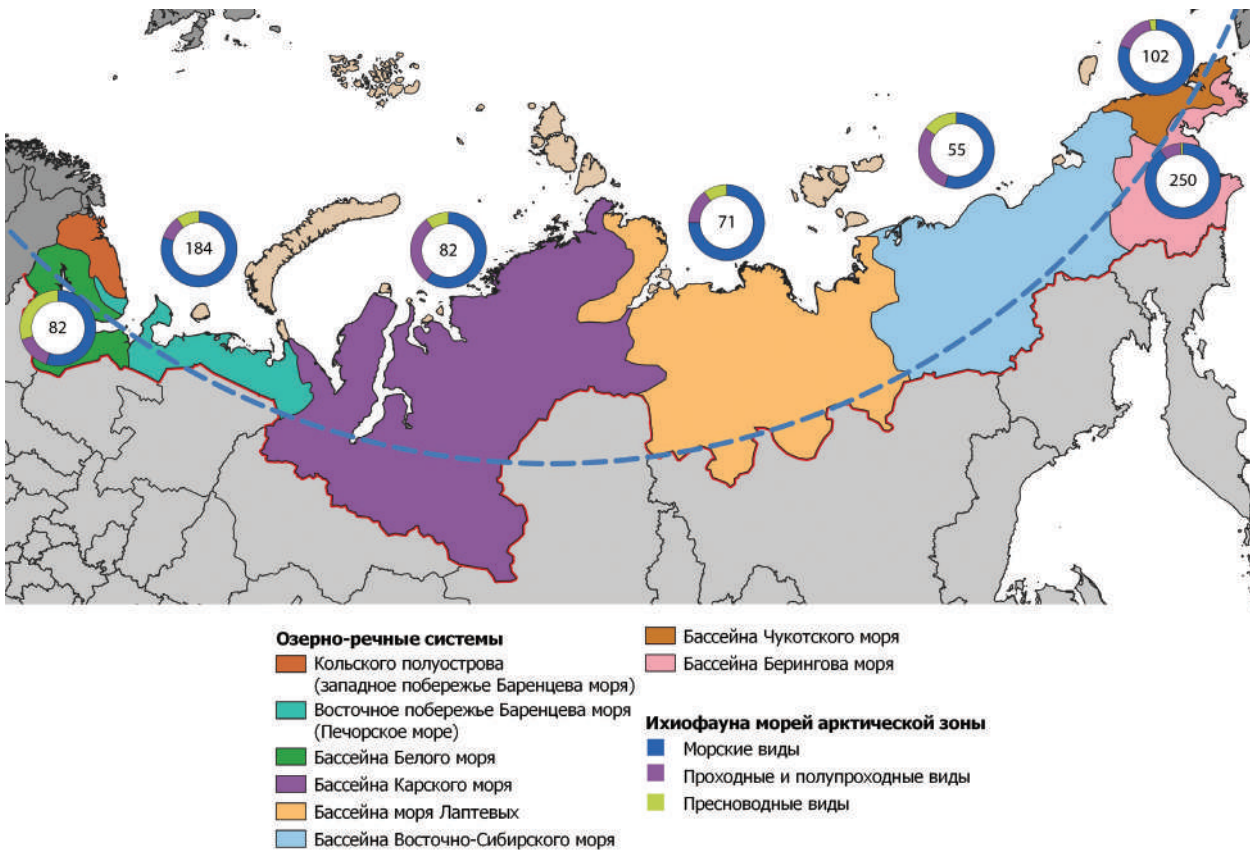 102
55
250
184
82
71
82
Озерно-речные системы
Кольского полуострова
(западное побережье Баренцева моря)
Восточное побережье Баренцева моря
(Печорское море)
Бассейна Белого моря
Бассейна Карского моря
Бассейна моря Лаптевых
Бассейна Восточно-Сибирского моря
Бассейна Чукотского моря
Бассейна Берингова моря
Ихиофауна морей арктической зоны
Морские виды
Проходные и полупроходные виды
Пресноводные виды